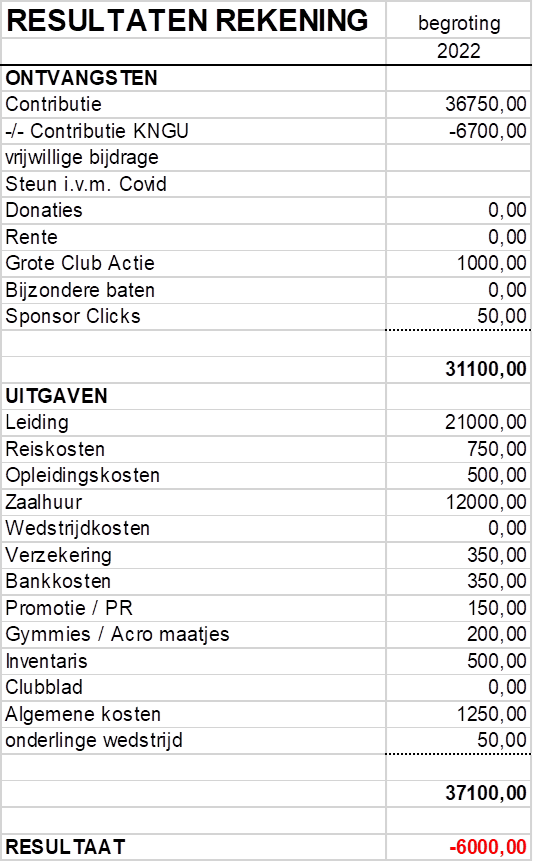 RESULTATEN REKENING begroting
2022
ONTVANGSTEN
Contributie 36750,00
-/- Contributie KNGU -6700,00
vrijwillige bijdrage
Steun i.v.m. Covid
Donaties 0,00
Rente 0,00
Grote Club Actie 1000,00
Bijzondere baten 0,00
Sponsor Clicks 50,00
31100,00
UITGAVEN
Leiding 21000,00
Reiskosten 750,00
Opleidingskosten 500,00
Zaalhuur 12000,00
Wedstrijdkosten 0,00
Verzekering 350,00
Bankkosten 350,00
Promotie / PR 150,00
Gymmies / Acro maatjes 200,00
Inventaris 500,00
Clubblad 0,00
Algemene kosten 1250,00
onderlinge wedstrijd 50,00
37100,00
RESULTAAT -6000,00